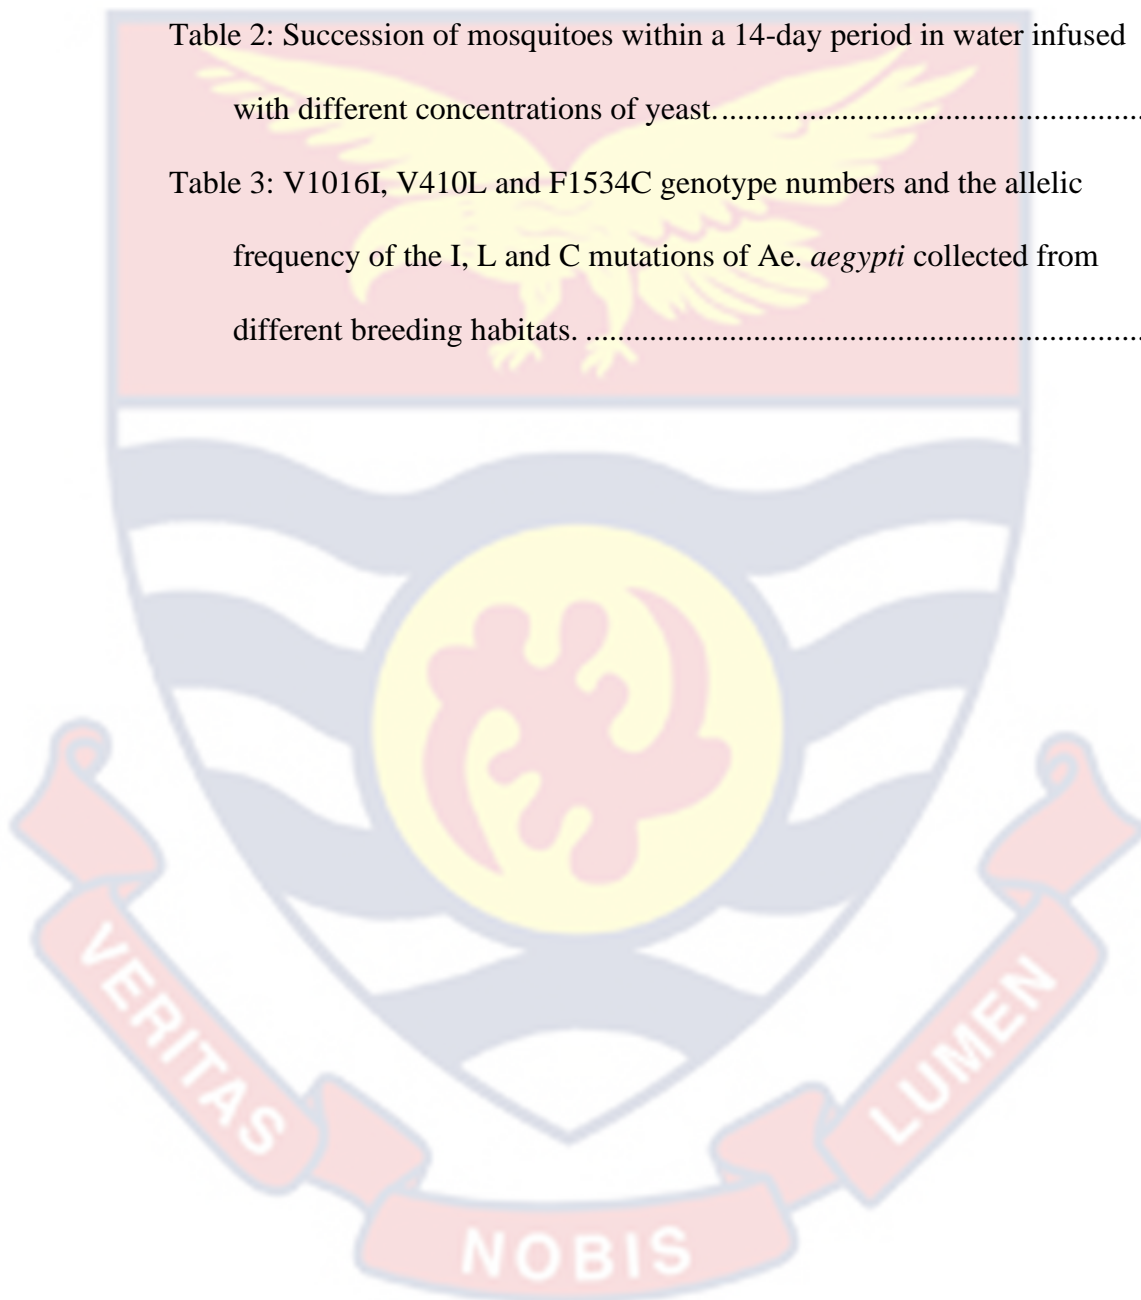 Table 2: Succession of mosquitoes within a 14-day period in water infused
with different concentrations of yeast.......................................................
Table 3: V1016I, V410L and F1534C genotype numbers and the allelic
frequency of the I, L and C mutations of Ae. aegypti collected from
different breeding habitats. .......................................................................
VERITAS
NOBIS
LUMEN